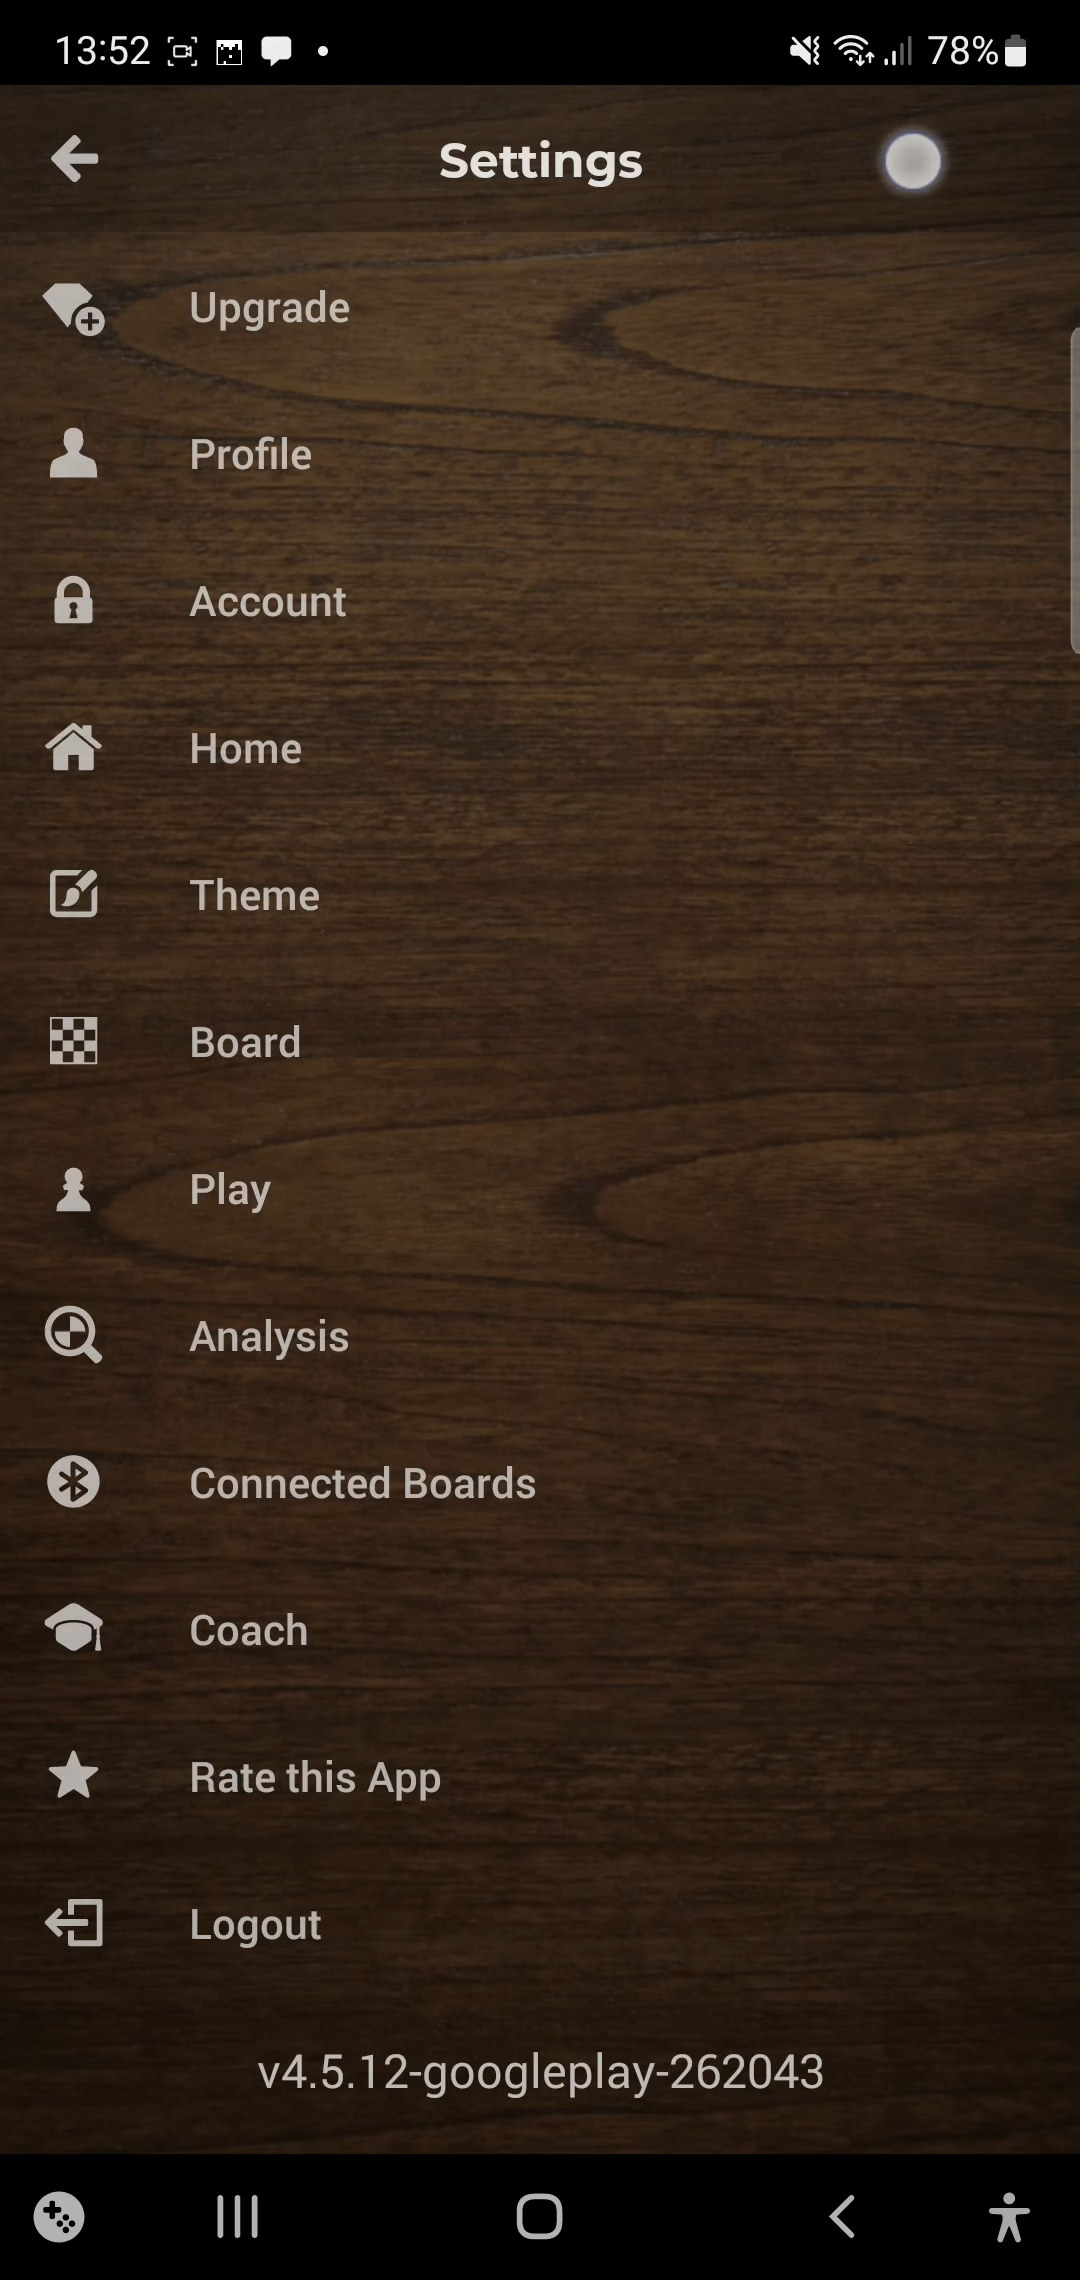 13:52
78%
Settings
Upgrade
Profile
Account
Home
Theme
Board
Play
Analysis
Connected Boards
Coach
Rate this App
Logout
v4.5.12-googleplay-262043